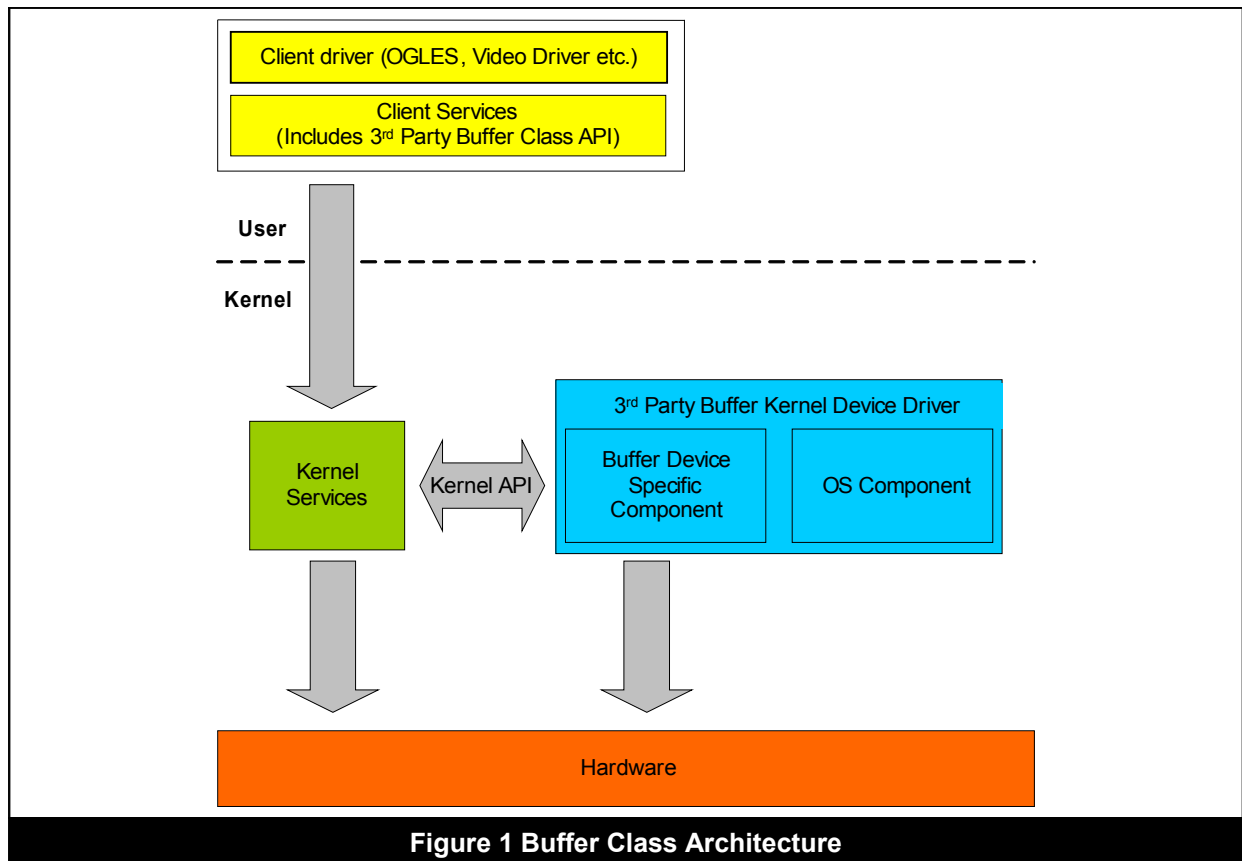 Client driver (OGLES, Video Driver etc.)
Client Services
(Includes 3rd Party Buffer Class API)
User
Kernel
3rd Party Buffer Kernel Device Driver
Kernel
Services
Kernel API
Buffer Device
Specific
Component
OS Component
Hardware
Figure 1 Buffer Class Architecture